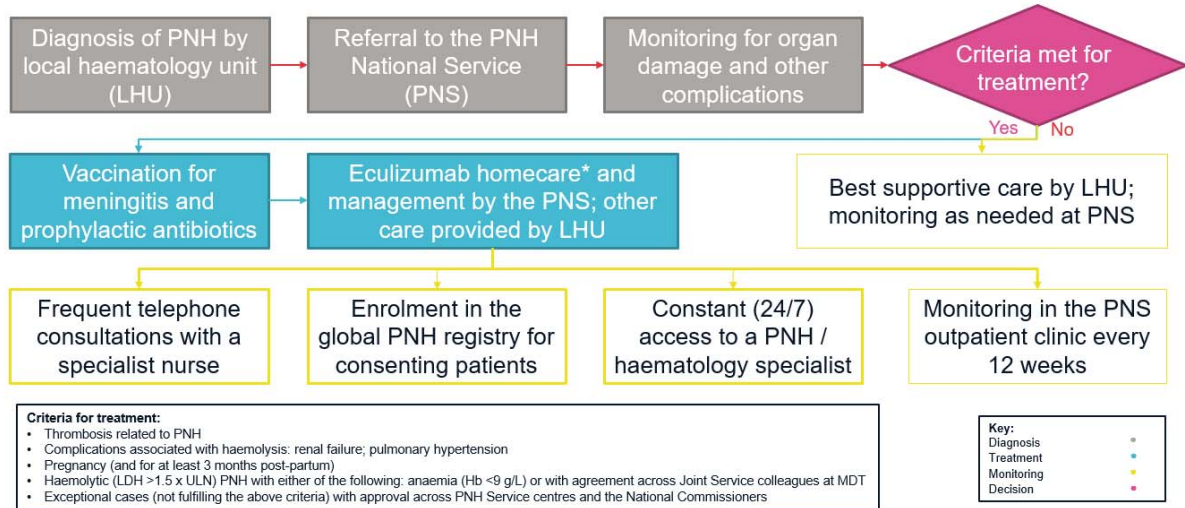 Diagnosis of PNH by
local haematology unit
(LHU)
Referral to the PNH
National Service
(PNS)
Monitoring for organ
damage and other
complications
Criteria met for
treatment?
Yes
No
Vaccination for
meningitis and
prophylactic antibiotics
Eculizumab homecare* and
management by the PNS; other
care provided by LHU
Best supportive care by LHU;
monitoring as needed at PNS
Frequent telephone
consultations with a
specialist nurse
Enrolment in the
global PNH registry for
consenting patients
Constant (24/7)
access to a PNH /
haematology specialist
Monitoring in the PNS
outpatient clinic every
12 weeks
Criteria for treatment:
• Thrombosis related to PNH
• Complications associated with haemolysis: renal failure; pulmonary hypertension
• Pregnancy (and for at least 3 months post-partum)
• Haemolytic (LDH >1.5 x ULN) PNH with either of the following: anaemia (Hb <9 g/L) or with agreement across Joint Service colleagues at MDT
• Exceptional cases (not fulfilling the above criteria) with approval across PNH Service centres and the National Commissioners
Key:
Diagnosis
Treatment
Monitoring
Decision